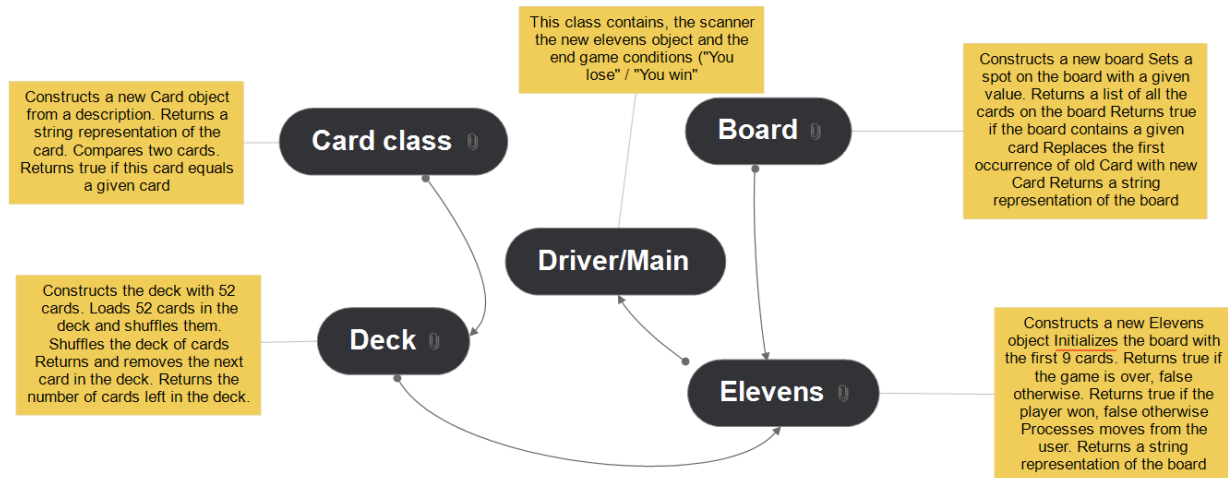 This class contains, the scanner
the new elevens object and the
end game conditions ("You
lose" / "You win"
Constructs a new Card object
from a description. Returns a
string representation of the
card. Compares two cards.
Returns true if this card equals
a given card
Card class
Board
Constructs a new board Sets a
spot on the board with a given
value. Returns a list of all the
cards on the board Returns true
if the board contains a given
card Replaces the first
occurrence of old Card with new
Card Returns a string
representation of the board
Driver/Main
Constructs the deck with 52
cards. Loads 52 cards in the
deck and shuffles them.
Shuffles the deck of cards
Returns and removes the next
card in the deck. Returns the
number of cards left in the deck.
Deck
Elevens
Constructs a new Elevens
object Initializes the board with
the first 9 cards. Returns true if
the game is over, false
otherwise. Returns true if the
player won, false otherwise
Processes moves from the
user. Returns a string
representation of the board